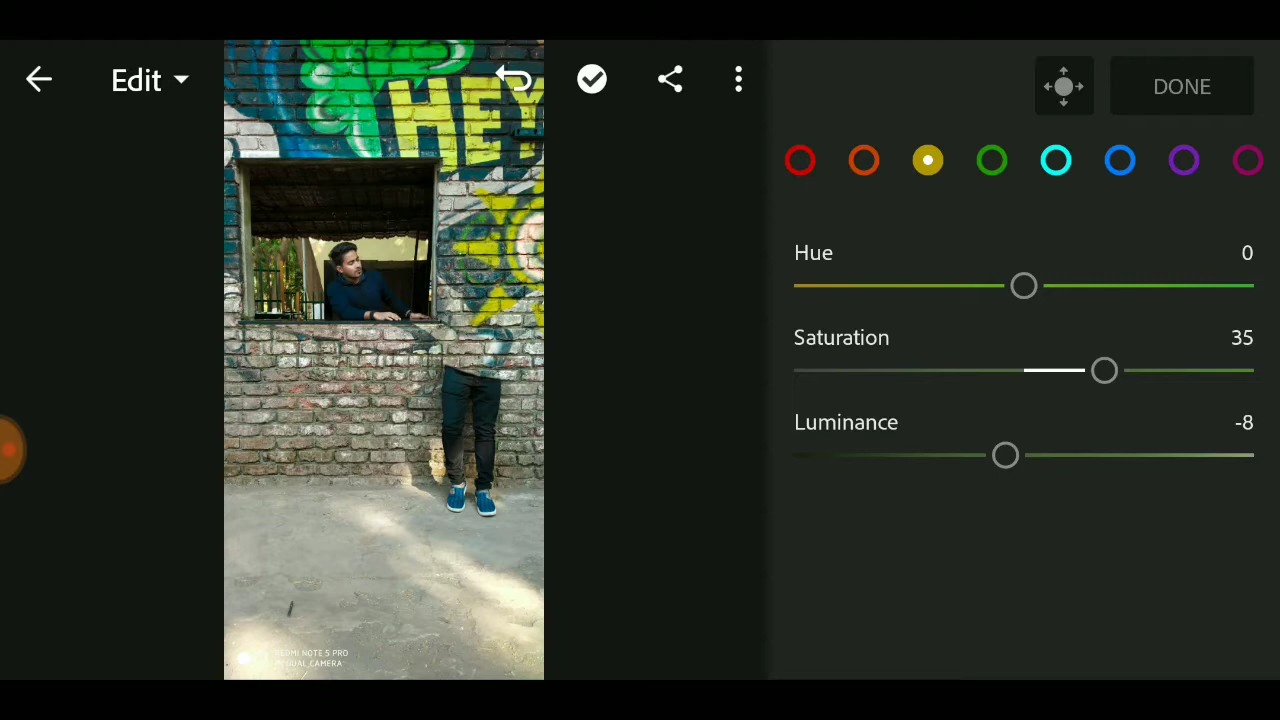 Edit
DONE
HEY
Hue 0
Saturation 35
Luminance -8
REDMI NOTE 5 PRO
DUAL CAMERA